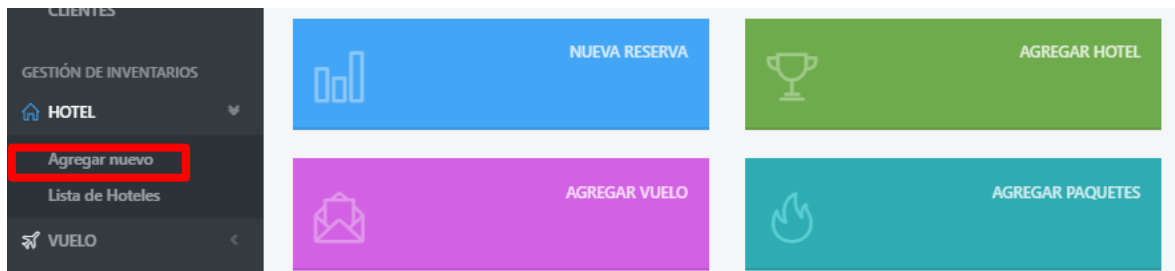 CLIENTES
GESTIÓN DE INVENTARIOS
HOTEL
Agregar nuevo
Lista de Hoteles
VUELO
NUEVA RESERVA
AGREGAR HOTEL
AGREGAR VUELO
AGREGAR PAQUETES